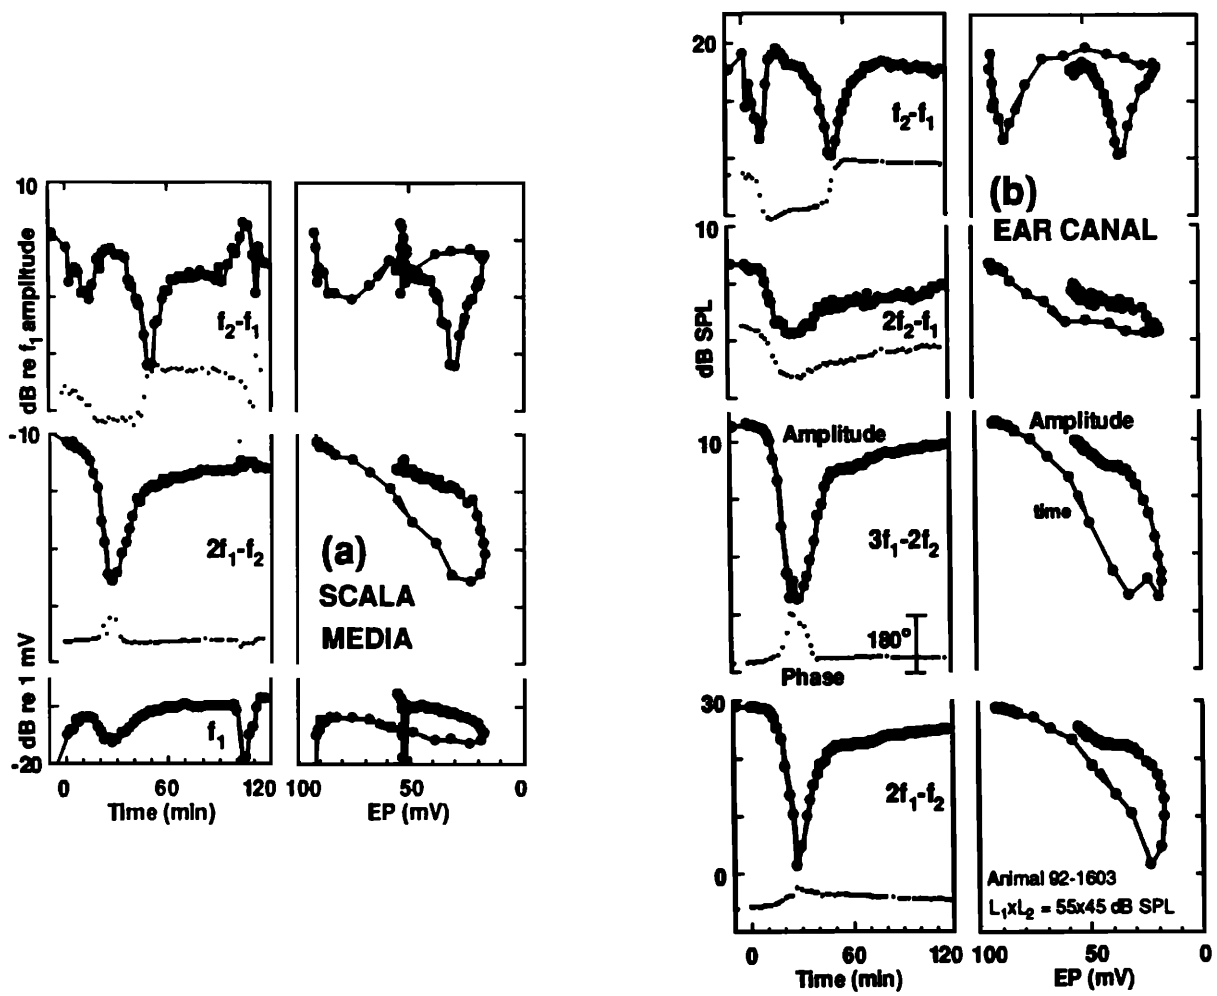 10
dB re f1 amplitude
f2-f1
-10
2f1-f2
(a)
SCALA
MEDIA
dB re 1 mV
f1
-20
0 60 120
Time (min)
100 50 0
EP (mV)
20
f2-f1
(b)
EAR CANAL
10
dB SPL
2f2-f1
10
Amplitude
3f1-2f2
180°
Phase
Amplitude
time
30
2f1-f2
0
0 60 120
Time (min)
Animal 92-1603
L1xL2 = 55x45 dB SPL
100 50 0
EP (mV)